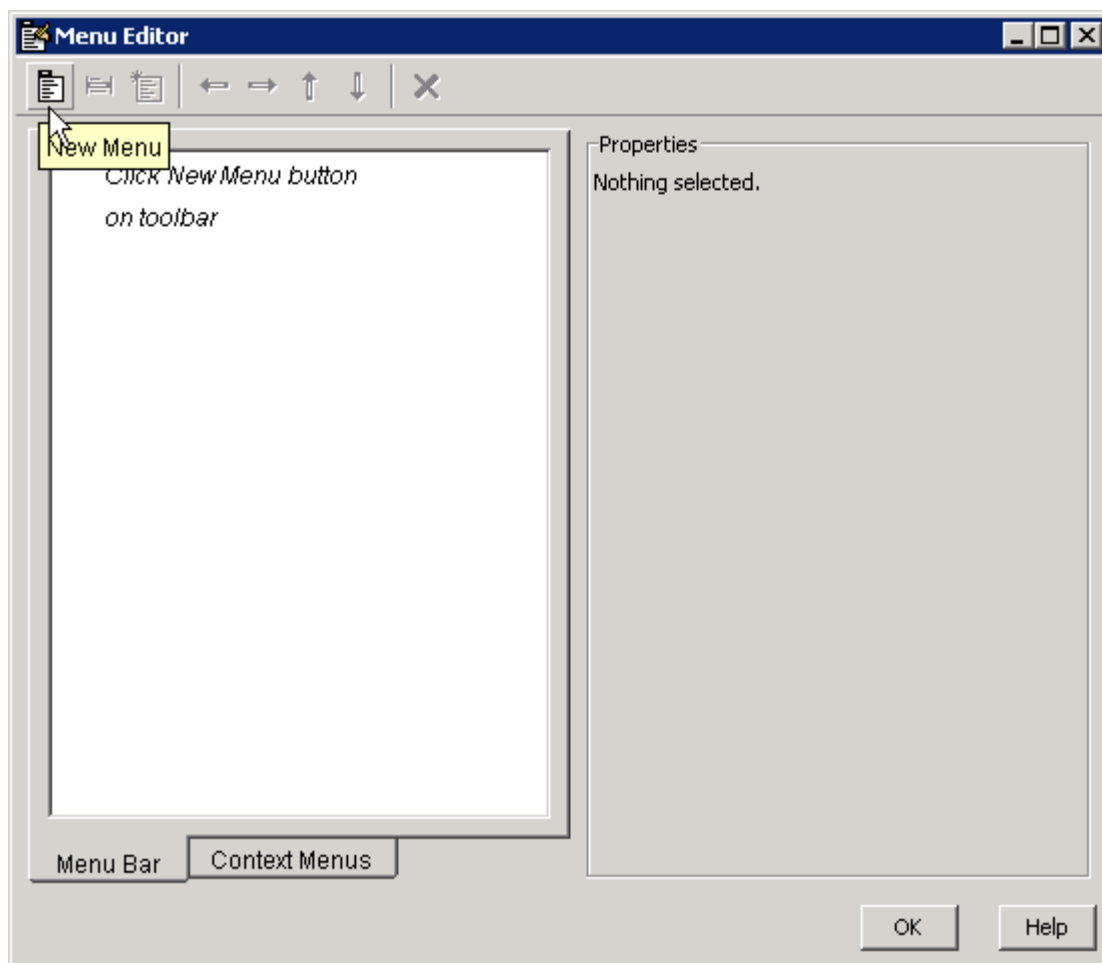 Menu Editor
New Menu
Click New Menu button
on toolbar
Properties
Nothing selected.
Menu Bar
Context Menus
OK
Help